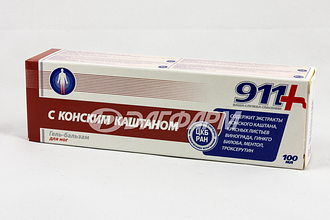 911+
С КОНСКИМ КАШТАНОМ
Гель-бальзам
для ног
ЦКБ
РАН
СОДЕРЖИТ ЭКСТРАКТЫ
КОНСКОГО КАШТАНА,
КРАСНЫХ ЛИСТЬЕВ
ВИНОГРАДА, ГИНКГО
БИЛОБА, МЕНТОЛ,
ТРОКСЕРУТИН
100
мл